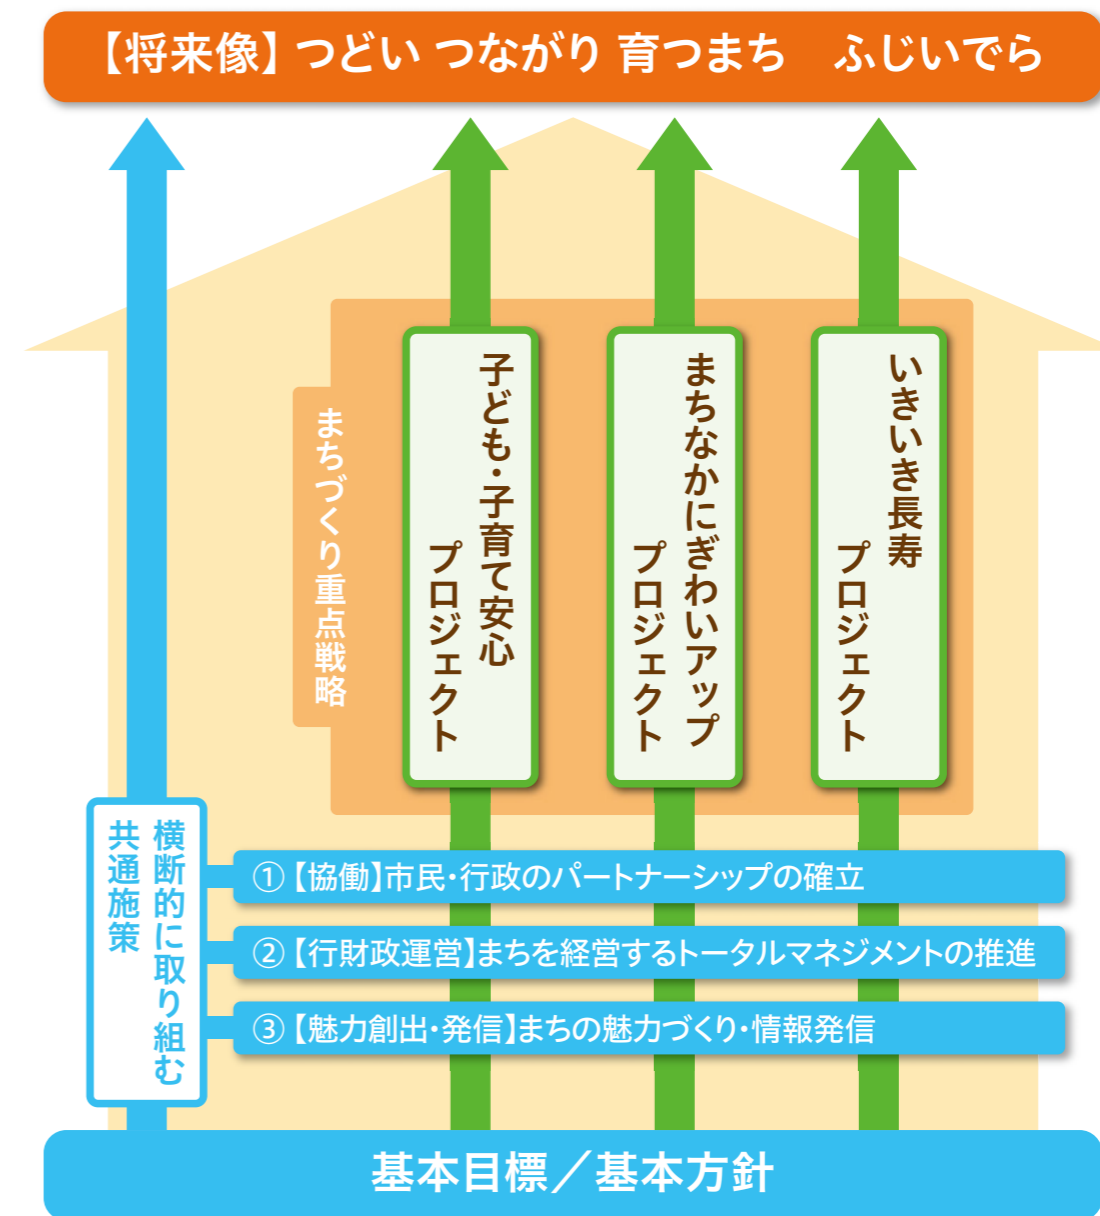 【将来像】つどい つながり 育つまち　ふじいでら
まちづくり重点戦略
子ども・子育て安心
プロジェクト
まちなかにぎわいアップ
プロジェクト
いきいき長寿
プロジェクト
横断的に取り組む
共通施策
①【協働】市民・行政のパートナーシップの確立
②【行財政運営】まちを経営するトータルマネジメントの推進
③【魅力創出・発信】まちの魅力づくり・情報発信
基本目標／基本方針